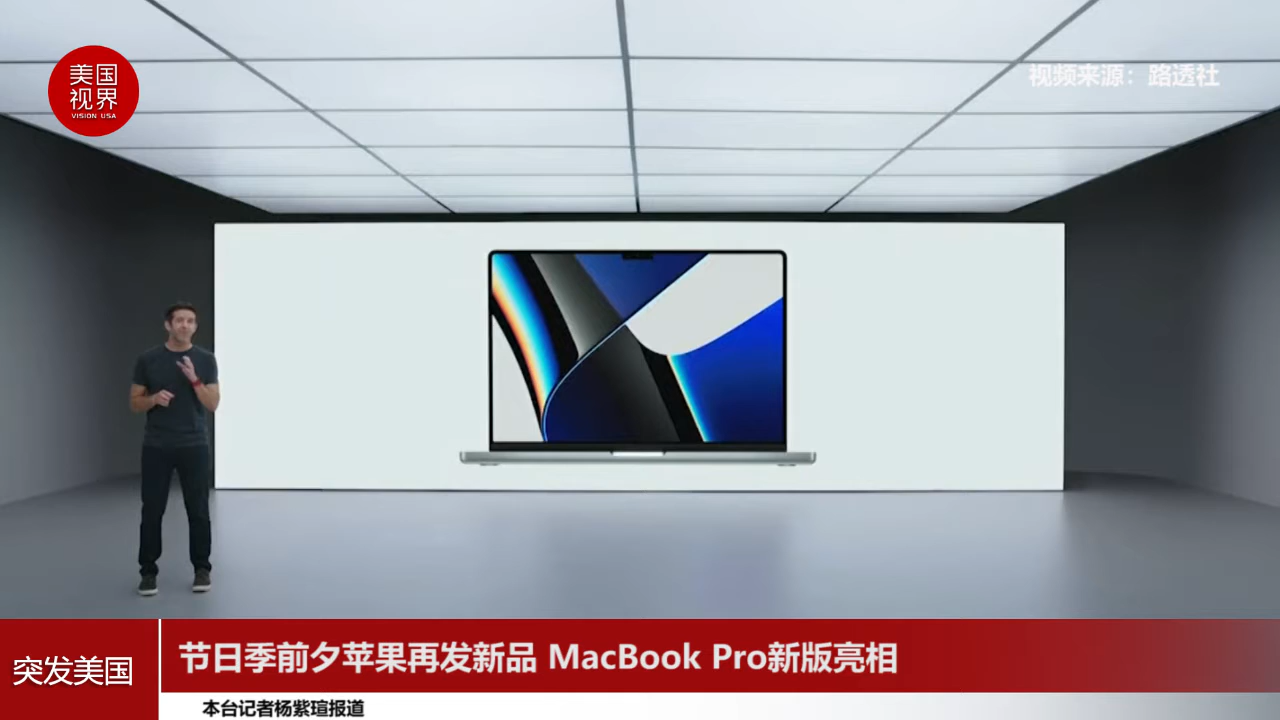 美国
视界
VISION USA
视频来源：路透社
突发美国
节日季前夕苹果再发新品 MacBook Pro新版亮相
本台记者杨紫瑄报道